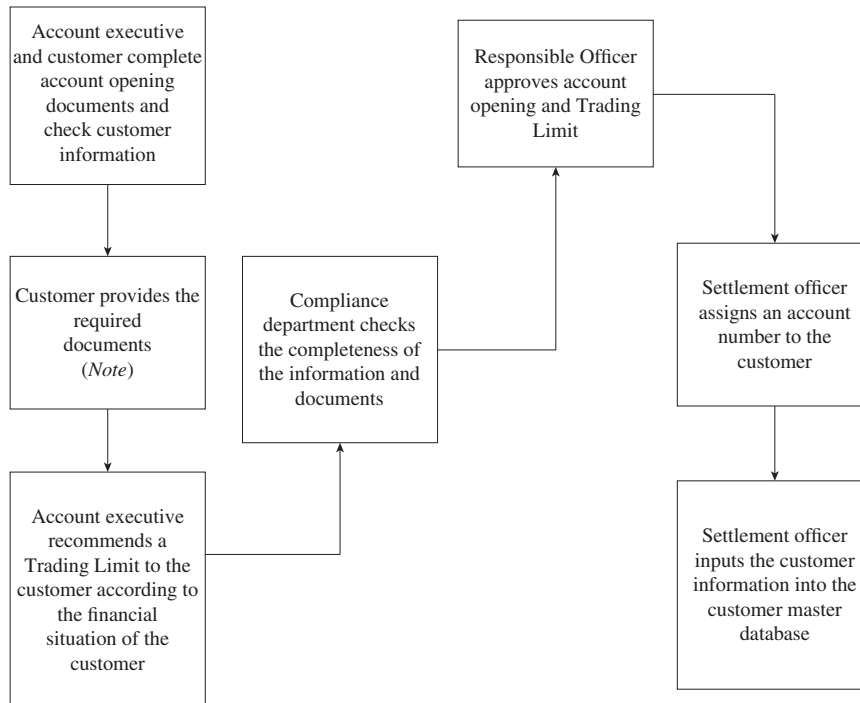 Account executive
and customer complete
account opening
documents and
check customer
information
Customer provides the
required
documents
(Note)
Account executive
recommends a
Trading Limit to the
customer according to
the financial
situation of the
customer
Compliance
department checks
the completeness of
the information and
documents
Responsible Officer
approves account
opening and Trading
Limit
Settlement officer
assigns an account
number to the
customer
Settlement officer
inputs the customer
information into the
customer master
database